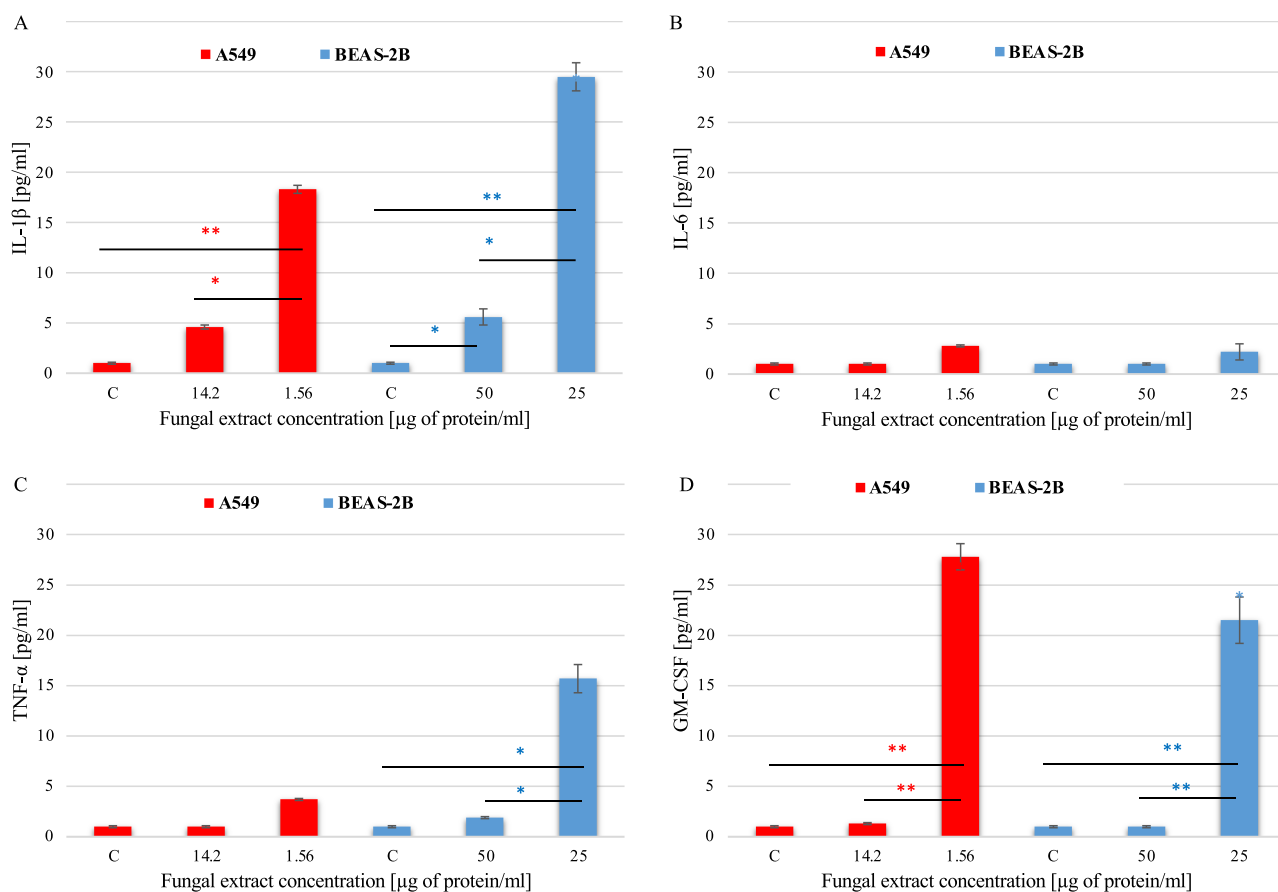 A
A549 BEAS-2B
IL-1β [pg/ml]
30
25
20
15
10
5
0
**
*
*
**
*
C 14.2 1.56 C 50 25
Fungal extract concentration [µg of protein/ml]
B
A549 BEAS-2B
IL-6 [pg/ml]
30
25
20
15
10
5
0
C 14.2 1.56 C 50 25
Fungal extract concentration [µg of protein/ml]
C
A549 BEAS-2B
TNF-α [pg/ml]
30
25
20
15
10
5
0
*
*
C 14.2 1.56 C 50 25
Fungal extract concentration [µg of protein/ml]
D
A549 BEAS-2B
GM-CSF [pg/ml]
30
25
20
15
10
5
0
*
** **
** **
C 14.2 1.56 C 50 25
Fungal extract concentration [µg of protein/ml]